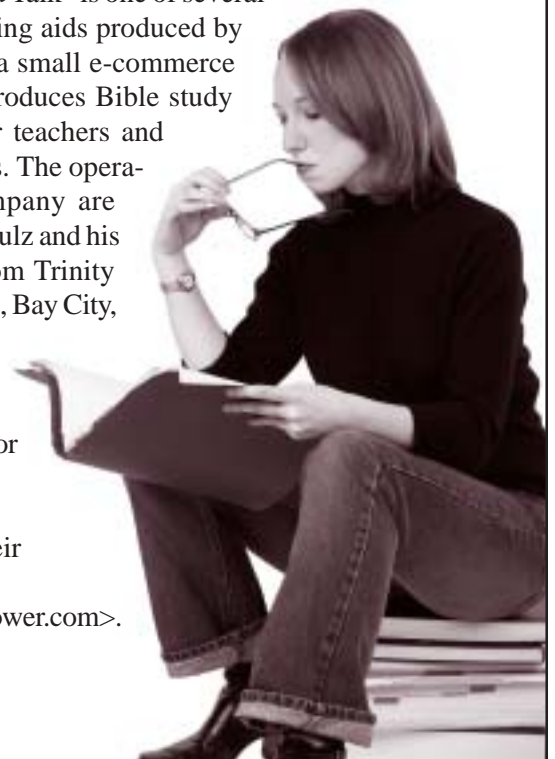 Talk" is one of several
ing aids produced by
a small e-commerce
roduces Bible study
r teachers and
s. The opera-
mpany are
ulz and his
om Trinity
, Bay City,
or
eir
ower.com>.